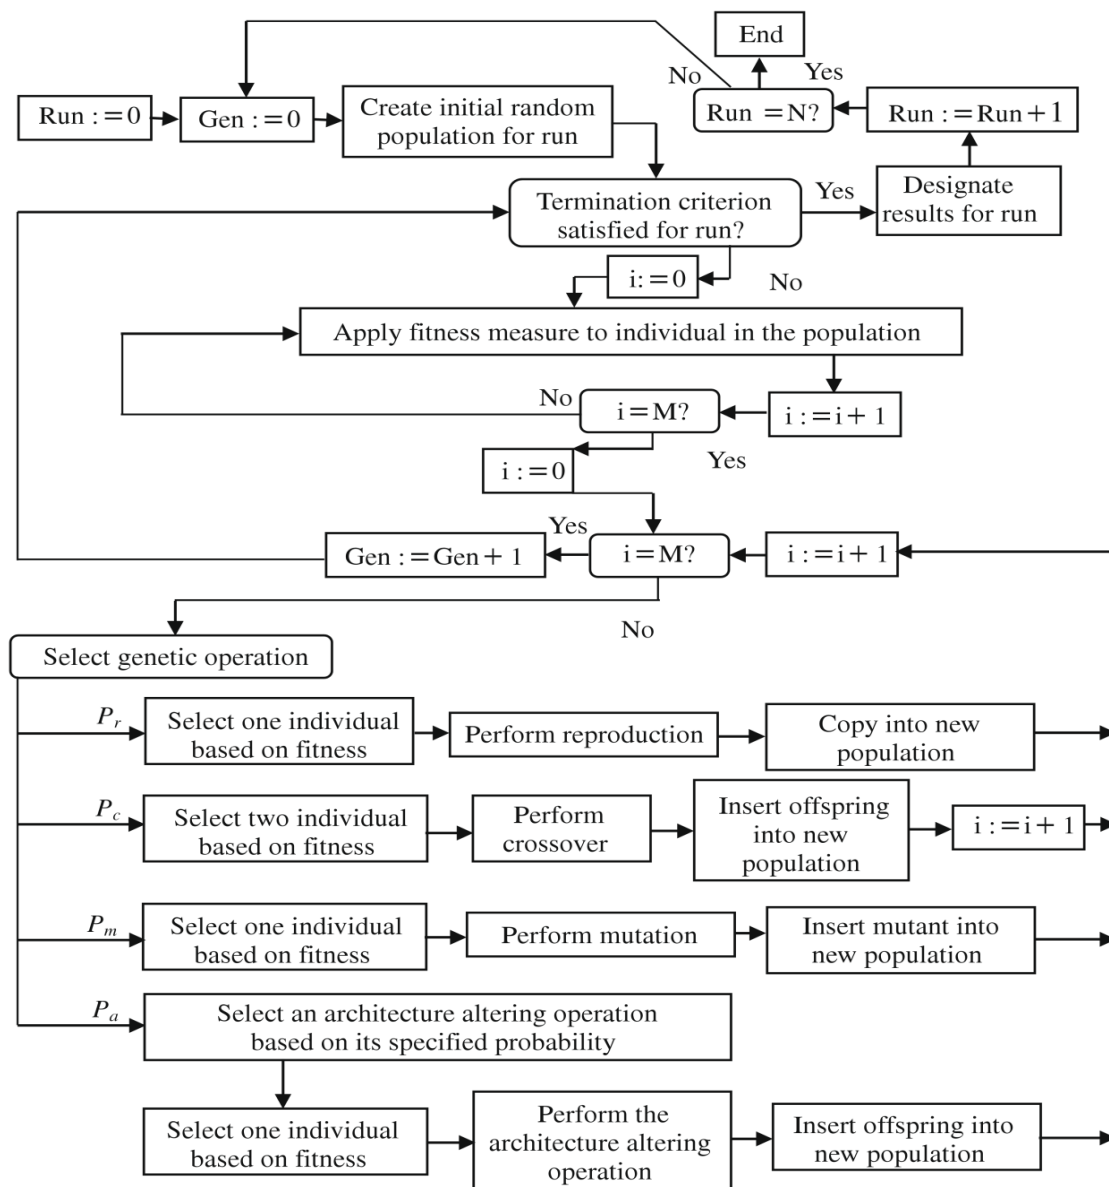 End
No
Yes
Run := 0
Gen := 0
Create initial random
population for run
Run = N?
Run := Run + 1
Termination criterion
satisfied for run?
Yes
Designate
results for run
i := 0
No
Apply fitness measure to individual in the population
No
i = M?
i := i + 1
Yes
i := 0
Yes
Gen := Gen + 1
i = M?
i := i + 1
No
Select genetic operation
Pr
Select one individual
based on fitness
Perform reproduction
Copy into new
population
Pc
Select two individual
based on fitness
Perform
crossover
Insert offspring
into new
population
i := i + 1
Pm
Select one individual
based on fitness
Perform mutation
Insert mutant into
new population
Pa
Select an architecture altering operation
based on its specified probability
Select one individual
based on fitness
Perform the
architecture altering
operation
Insert offspring into
new population